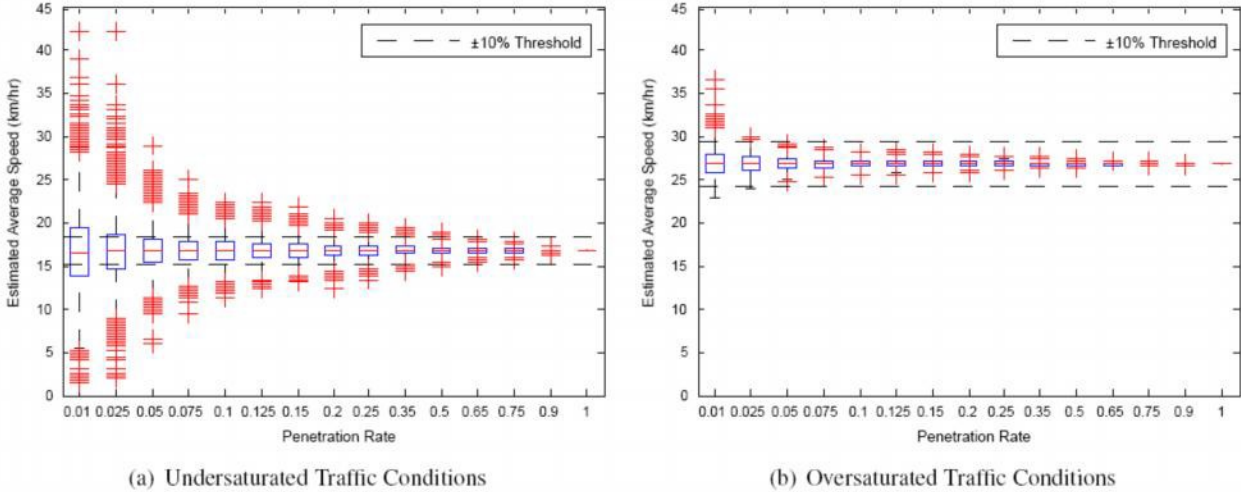 45
40
35
30
25
20
15
10
5
0
Estimated Average Speed (km/hr)
±10% Threshold
0.01 0.025 0.05 0.075 0.1 0.125 0.15 0.2 0.25 0.35 0.5 0.65 0.75 0.9 1
Penetration Rate
(a) Undersaturated Traffic Conditions
45
40
35
30
25
20
15
10
5
0
Estimated Average Speed (km/hr)
±10% Threshold
0.01 0.025 0.05 0.075 0.1 0.125 0.15 0.2 0.25 0.35 0.5 0.65 0.75 0.9 1
Penetration Rate
(b) Oversaturated Traffic Conditions